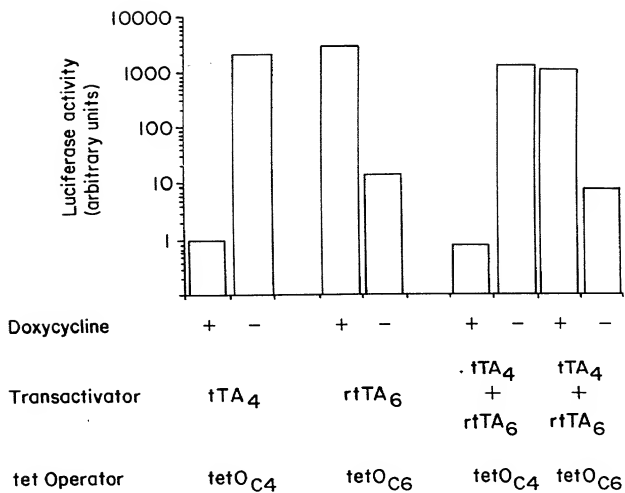 10000
1000
100
10
1
Luciferase activity
(arbitrary units)
Doxycycline + − + − + − + −
Transactivator tTA4 rtTA6 tTA4 + rtTA6 tTA4 + rtTA6
tet Operator tetOC4 tetOC6 tetOC4 tetOC6